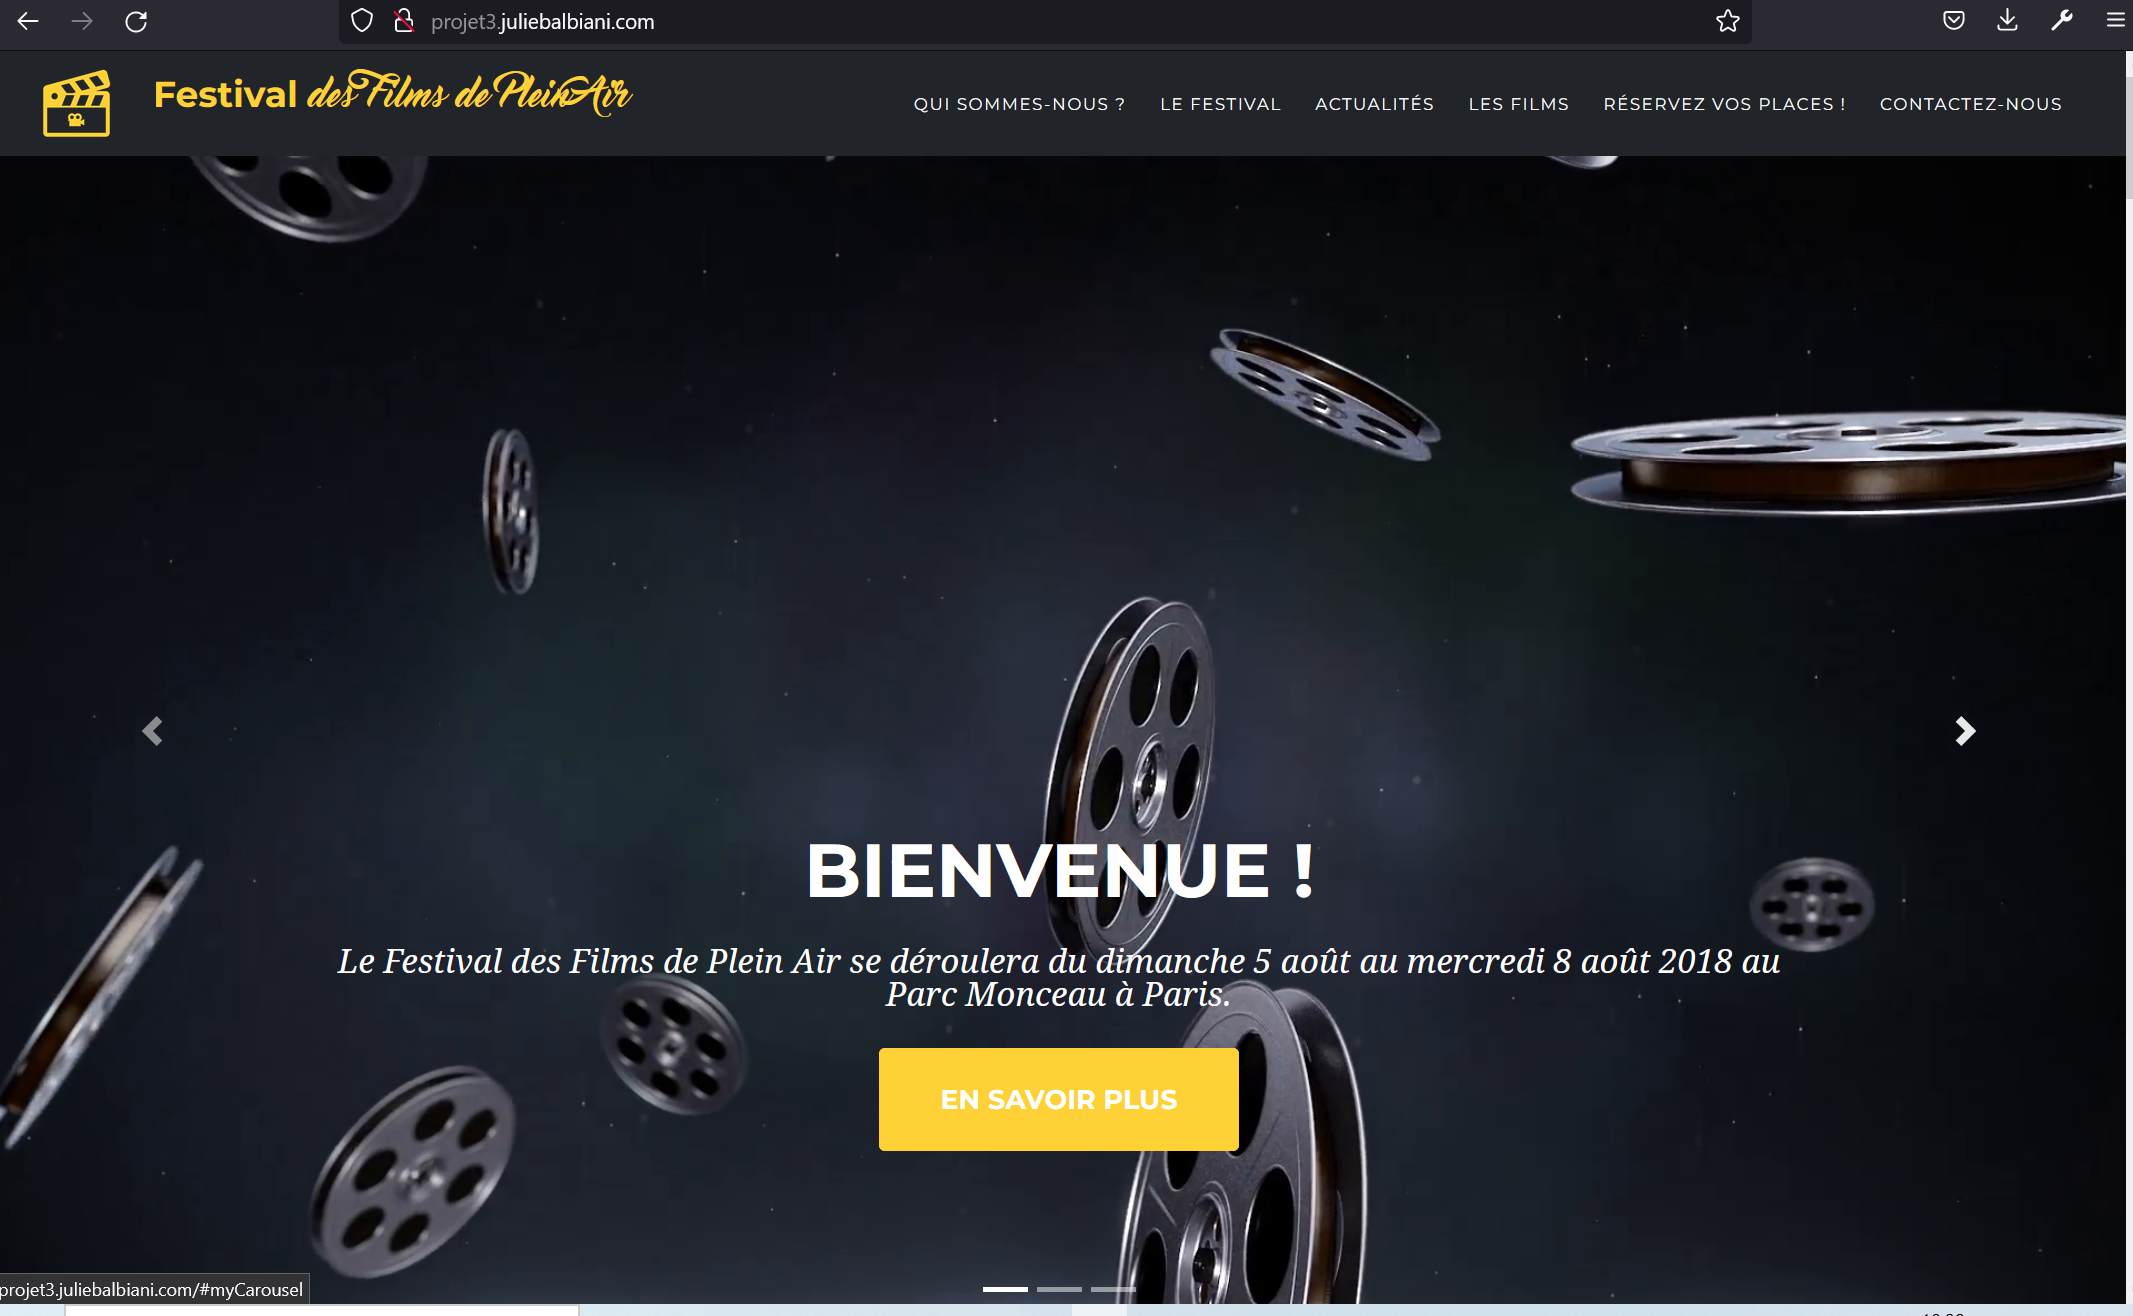 projet3.juliebalbiani.com
Festival des Films de Plein Air
QUI SOMMES-NOUS ?
LE FESTIVAL
ACTUALITÉS
LES FILMS
RÉSERVEZ VOS PLACES !
CONTACTEZ-NOUS
BIENVENUE !
Le Festival des Films de Plein Air se déroulera du dimanche 5 août au mercredi 8 août 2018 au
Parc Monceau à Paris.
EN SAVOIR PLUS
projet3.juliebalbiani.com/#myCarousel